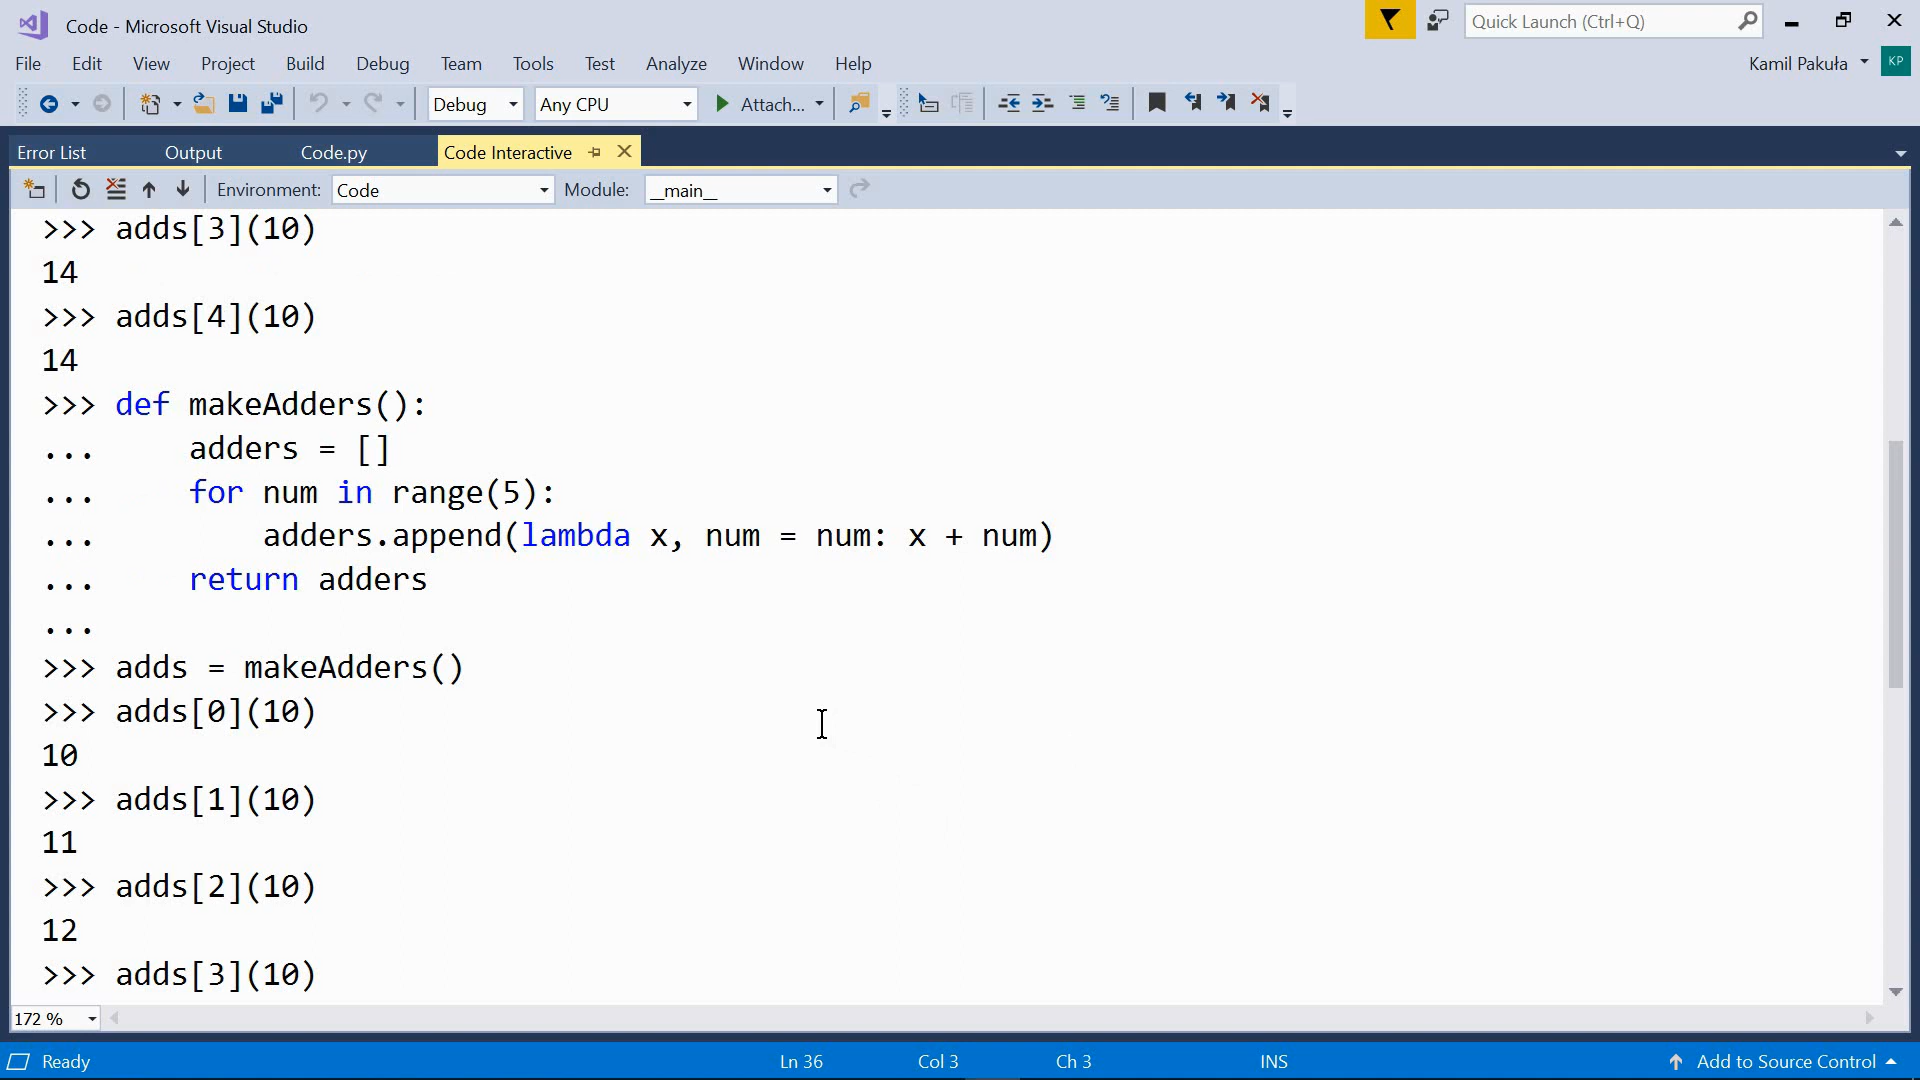 Code - Microsoft Visual Studio
Quick Launch (Ctrl+Q)
File Edit View Project Build Debug Team Tools Test Analyze Window Help
Kamil Pakuła KP
Debug Any CPU Attach...
Error List Output Code.py Code Interactive
Environment: Code Module: __main__
>>> adds[3](10)
14
>>> adds[4](10)
14
>>> def makeAdders():
...     adders = []
...     for num in range(5):
...         adders.append(lambda x, num = num: x + num)
...     return adders
...
>>> adds = makeAdders()
>>> adds[0](10)
10
>>> adds[1](10)
11
>>> adds[2](10)
12
>>> adds[3](10)
172 %
Ready Ln 36 Col 3 Ch 3 INS Add to Source Control